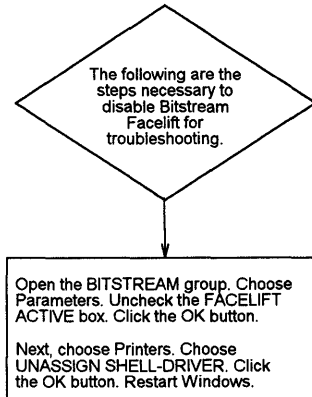 The following are the
steps necessary to
disable Bitstream
Facelift for
troubleshooting.
Open the BITSTREAM group. Choose
Parameters. Uncheck the FACELIFT
ACTIVE box. Click the OK button.
Next, choose Printers. Choose
UNASSIGN SHELL-DRIVER. Click
the OK button. Restart Windows.